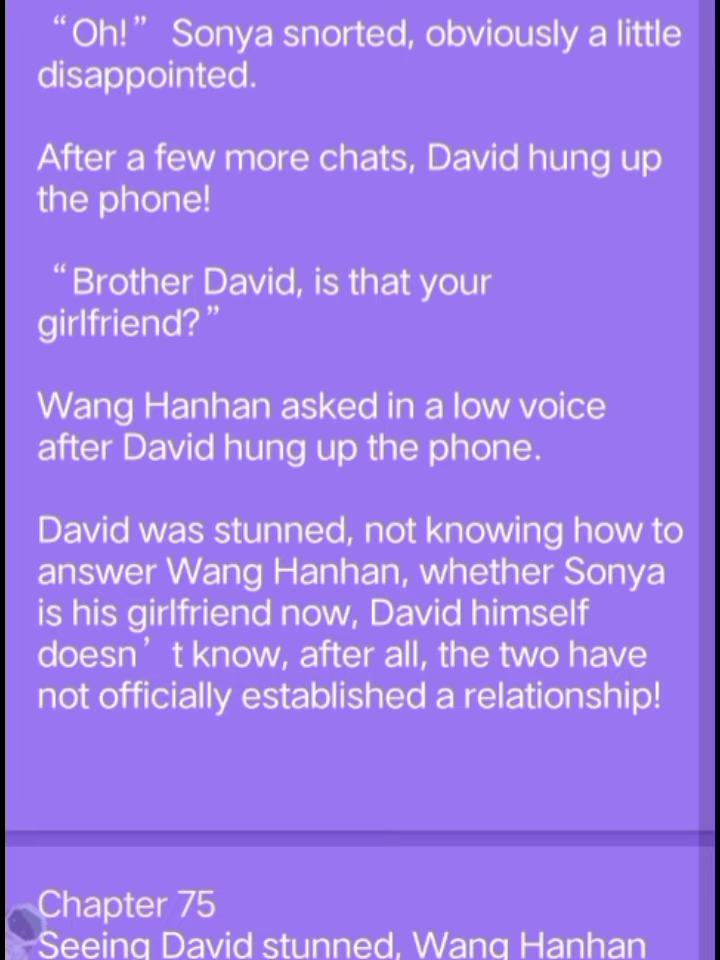 “Oh!” Sonya snorted, obviously a little
disappointed.
After a few more chats, David hung up
the phone!
“Brother David, is that your
girlfriend?”
Wang Hanhan asked in a low voice
after David hung up the phone.
David was stunned, not knowing how to
answer Wang Hanhan, whether Sonya
is his girlfriend now, David himself
doesn’t know, after all, the two have
not officially established a relationship!
Chapter 75
Seeing David stunned, Wang Hanhan